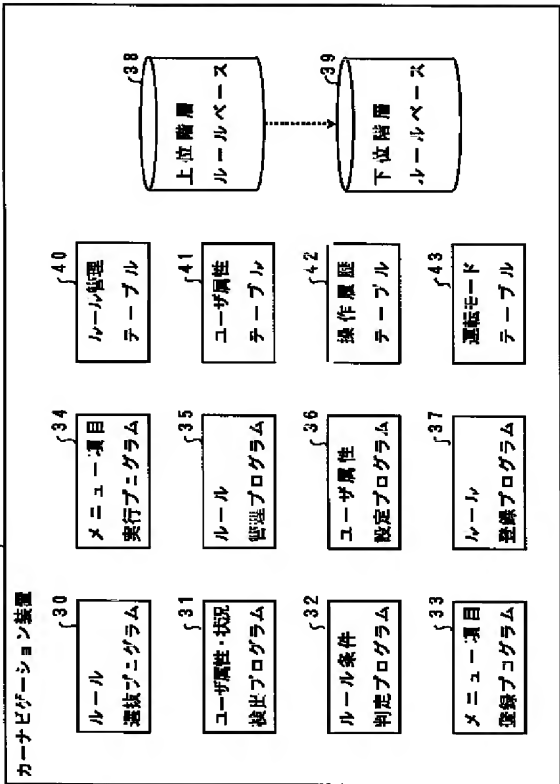 カーナビゲーション装置
30
ルール
選抜プログラム
31
ユーザ属性・状況
検出プログラム
32
ルール条件
判定プログラム
33
メニュー項目
登録プログラム
34
メニュー項目
実行プログラム
35
ルール
管理プログラム
36
ユーザ属性
設定プログラム
37
ルール
登録プログラム
40
ルール管理
テーブル
41
ユーザ属性
テーブル
42
操作履歴
テーブル
43
運転モード
テーブル
38
上位階層
ルールベース
39
下位階層
ルールベース